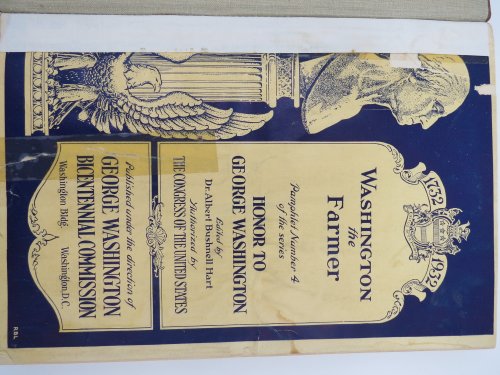 1732 1932
WASHINGTON
the
Farmer
Pamphlet Number 4
of the series
HONOR TO
GEORGE WASHINGTON
Edited by
Dr. Albert Bushnell Hart
Authorized by
THE CONGRESS OF THE UNITED STATES
Published under the direction of
GEORGE WASHINGTON
BICENTENNIAL COMMISSION
Washington Bldg. Washington, D.C.
RBL